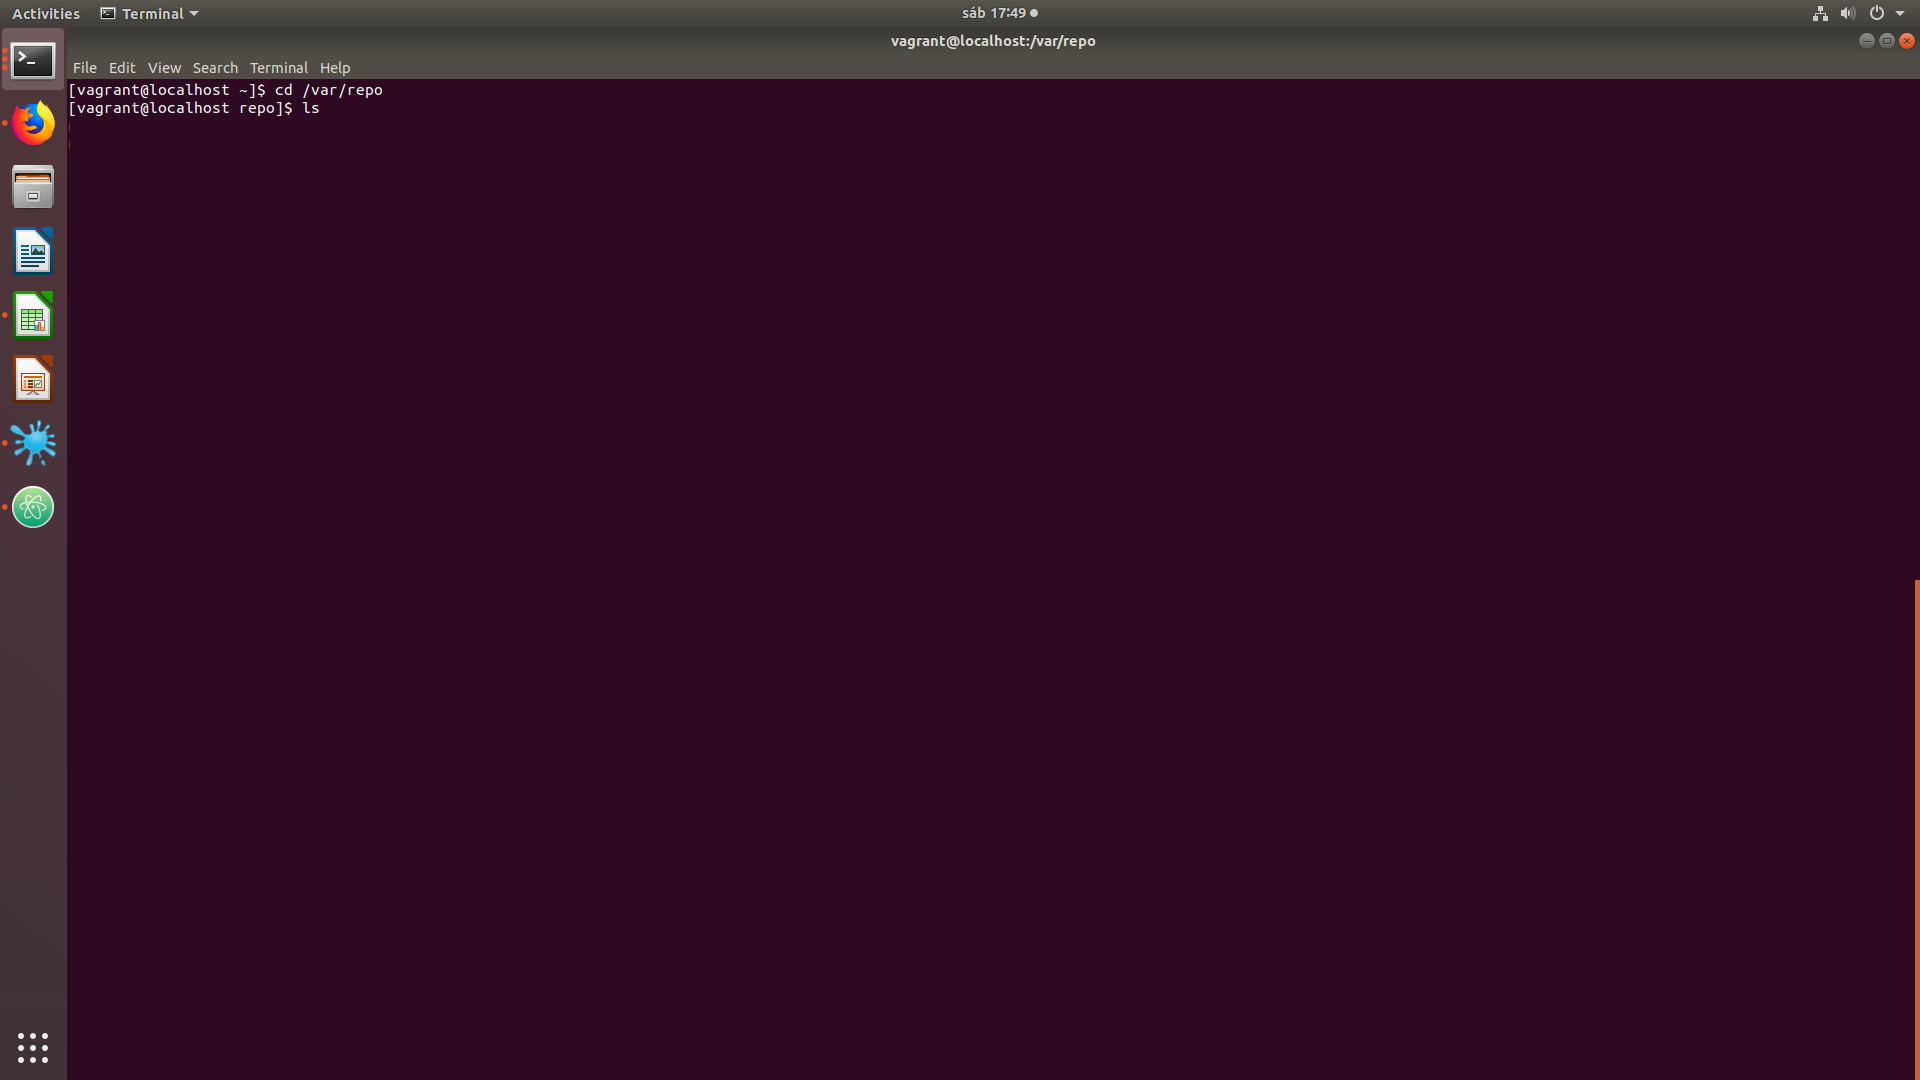 Activities Terminal sáb 17:49
vagrant@localhost:/var/repo
File Edit View Search Terminal Help
[vagrant@localhost ~]$ cd /var/repo
[vagrant@localhost repo]$ ls